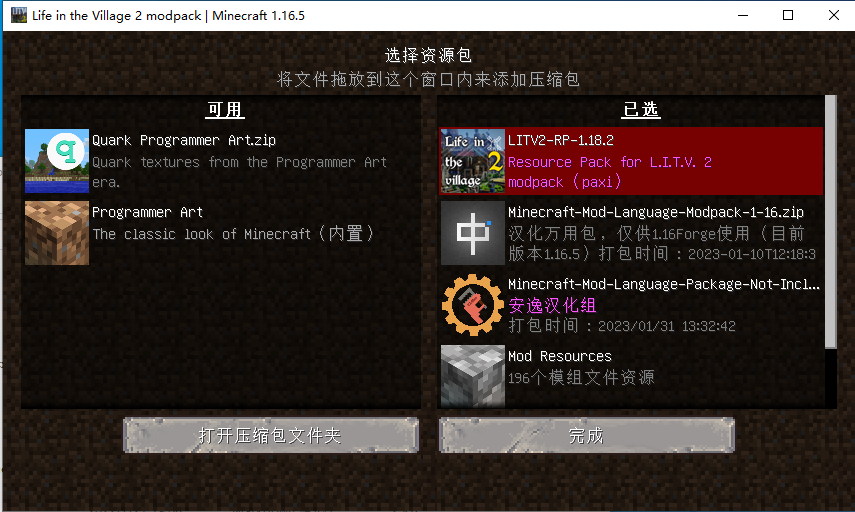 Life in the Village 2 modpack | Minecraft 1.16.5
选择资源包
将文件拖放到这个窗口内来添加压缩包
可用
Quark Programmer Art.zip
Quark textures from the Programmer Art
era.
Programmer Art
The classic look of Minecraft（内置）
已选
Life in
the 2
village
LITV2-RP-1.18.2
Resource Pack for L.I.T.V. 2
modpack（paxi）
中
Minecraft-Mod-Language-Modpack-1-16.zip
汉化万用包，仅供1.16Forge使用（目前
版本1.16.5）打包时间：2023-01-10T12:18:3
Minecraft-Mod-Language-Package-Not-Incl...
安逸汉化组
打包时间：2023/01/31 13:32:42
Mod Resources
196个模组文件资源
打开压缩包文件夹
完成